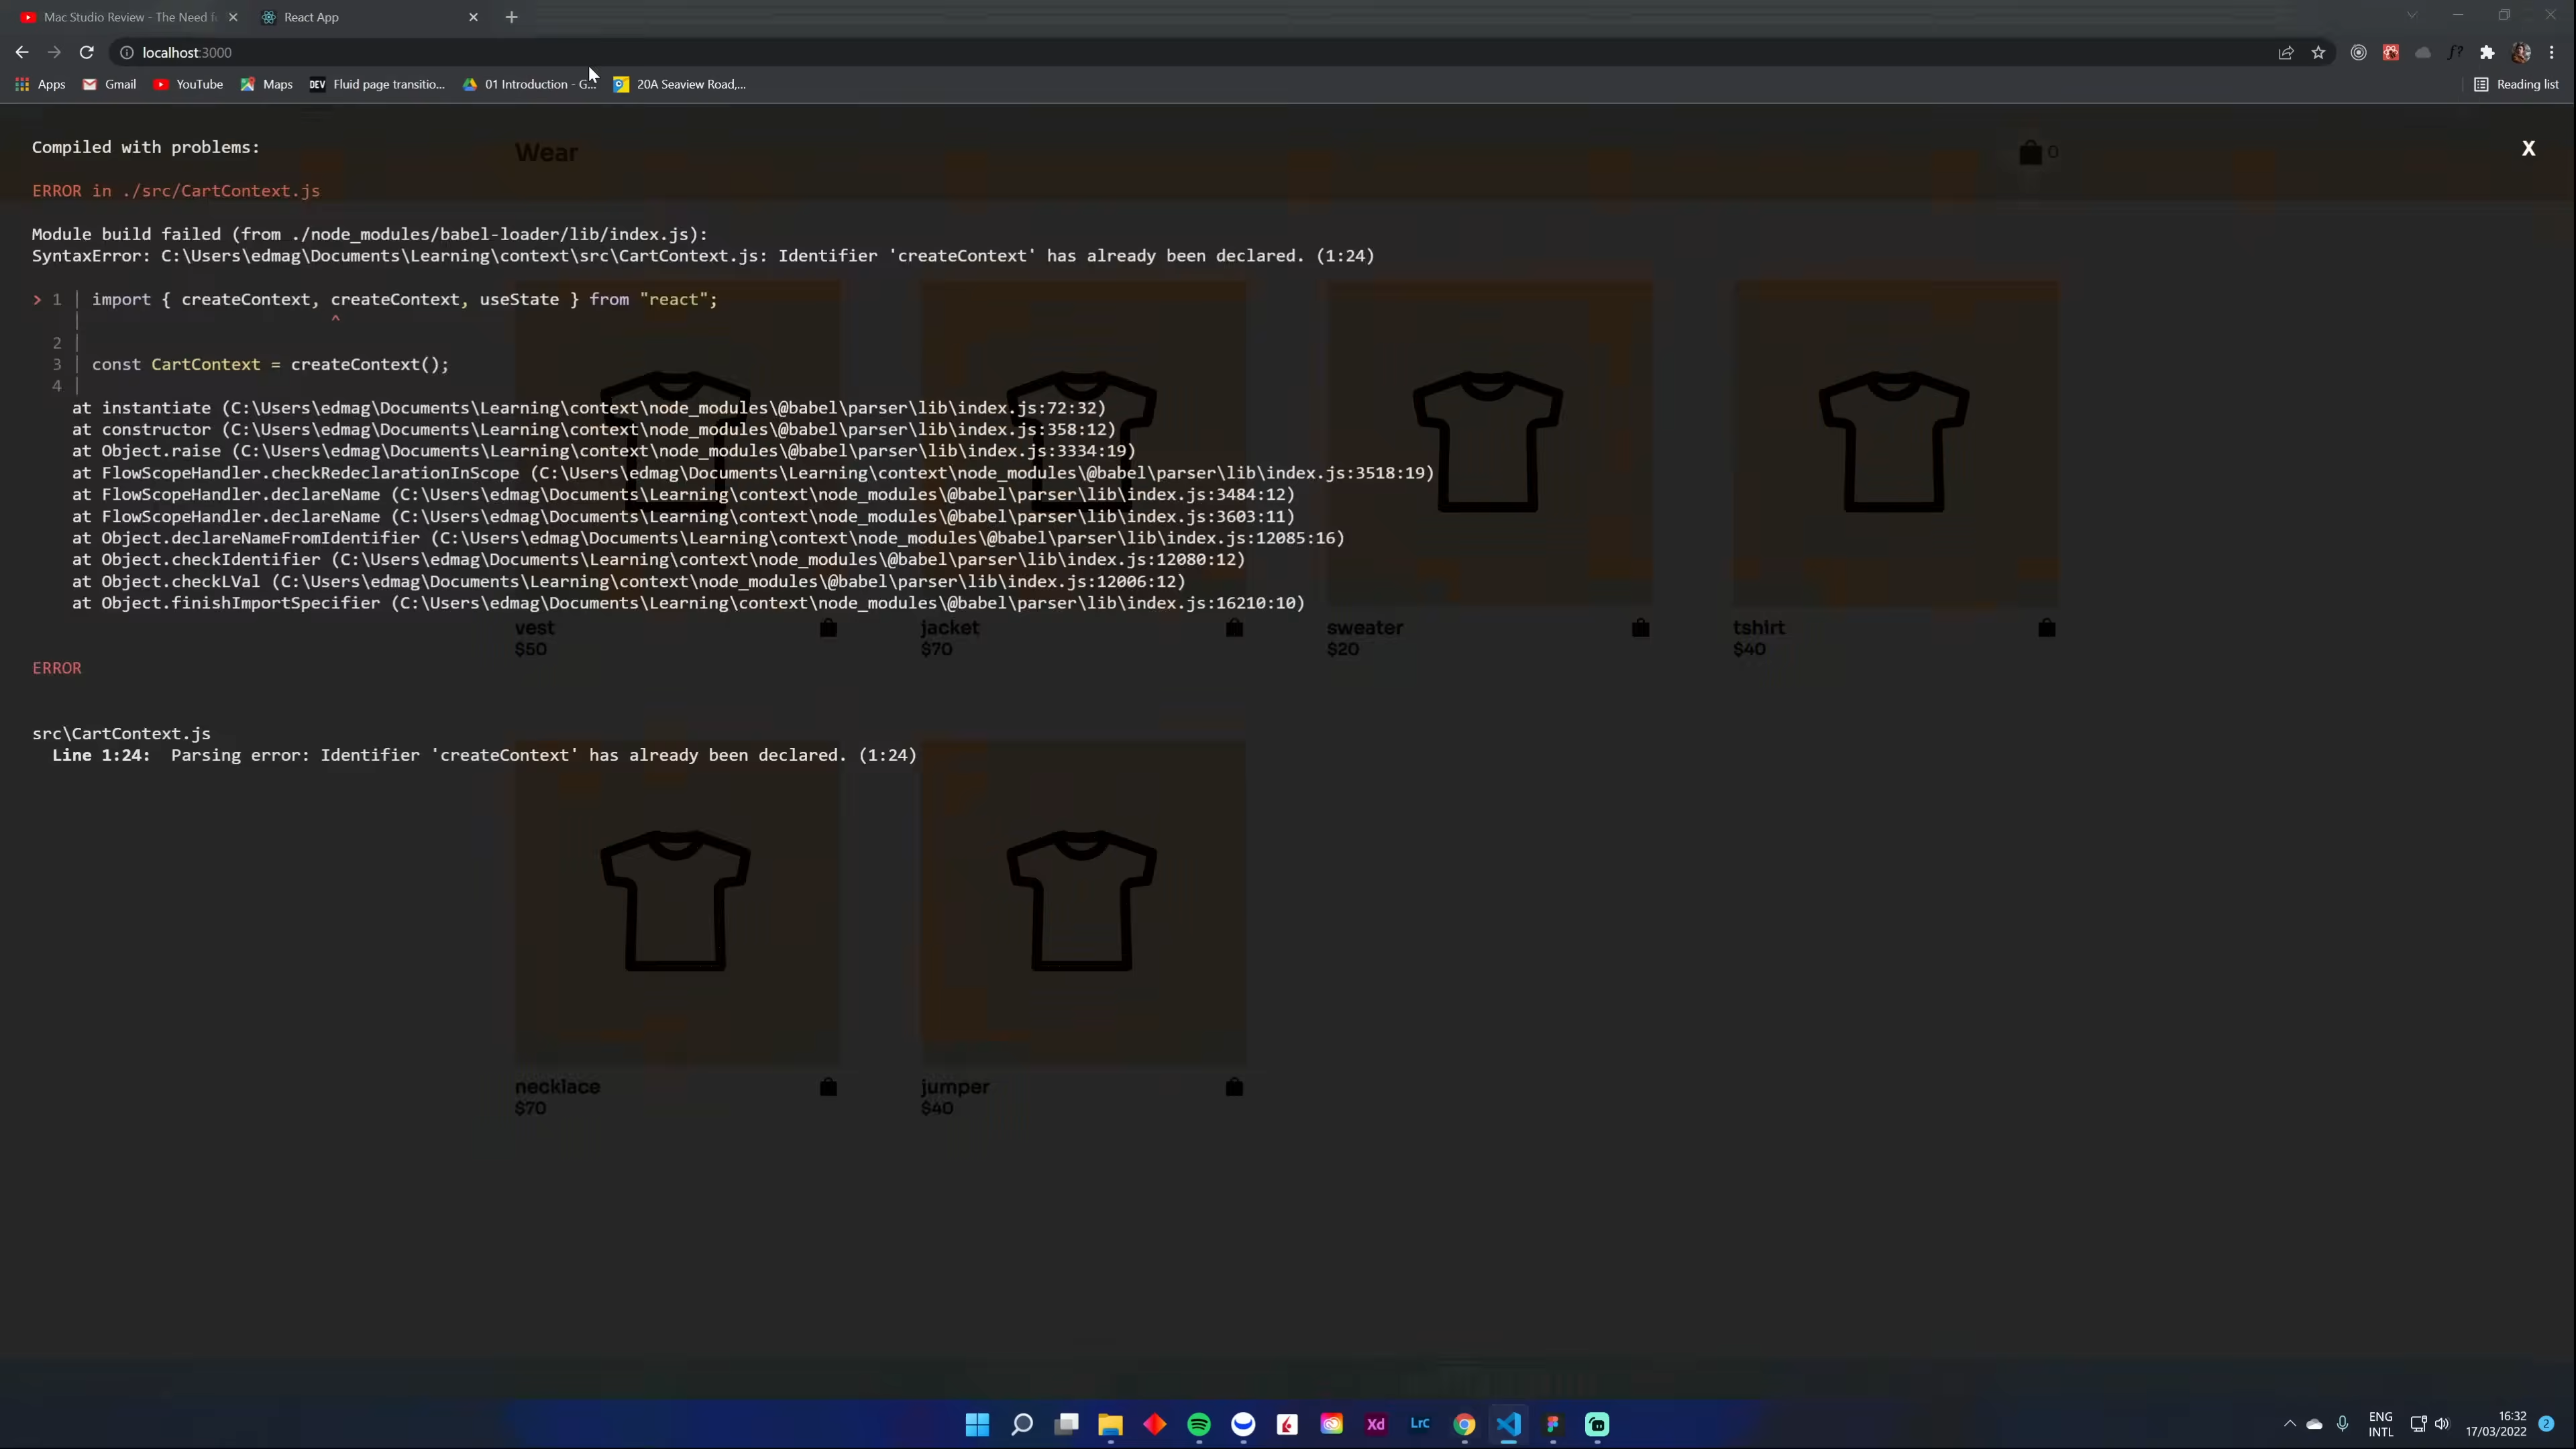 Mac Studio Review - The Need f
React App
localhost:3000
Apps
Gmail
YouTube
Maps
DEV
Fluid page transitio...
01 Introduction - G...
20A Seaview Road,...
Reading list
Compiled with problems:
X
Wear
0
ERROR in ./src/CartContext.js
Module build failed (from ./node_modules/babel-loader/lib/index.js):
SyntaxError: C:\Users\edmag\Documents\Learning\context\src\CartContext.js: Identifier 'createContext' has already been declared. (1:24)
> 1 | import { createContext, createContext, useState } from "react";
| ^
2 |
3 | const CartContext = createContext();
4 |
at instantiate (C:\Users\edmag\Documents\Learning\context\node_modules\@babel\parser\lib\index.js:72:32)
at constructor (C:\Users\edmag\Documents\Learning\context\node_modules\@babel\parser\lib\index.js:358:12)
at Object.raise (C:\Users\edmag\Documents\Learning\context\node_modules\@babel\parser\lib\index.js:3334:19)
at FlowScopeHandler.checkRedeclarationInScope (C:\Users\edmag\Documents\Learning\context\node_modules\@babel\parser\lib\index.js:3518:19)
at FlowScopeHandler.declareName (C:\Users\edmag\Documents\Learning\context\node_modules\@babel\parser\lib\index.js:3484:12)
at FlowScopeHandler.declareName (C:\Users\edmag\Documents\Learning\context\node_modules\@babel\parser\lib\index.js:3603:11)
at Object.declareNameFromIdentifier (C:\Users\edmag\Documents\Learning\context\node_modules\@babel\parser\lib\index.js:12085:16)
at Object.checkIdentifier (C:\Users\edmag\Documents\Learning\context\node_modules\@babel\parser\lib\index.js:12080:12)
at Object.checkLVal (C:\Users\edmag\Documents\Learning\context\node_modules\@babel\parser\lib\index.js:12006:12)
at Object.finishImportSpecifier (C:\Users\edmag\Documents\Learning\context\node_modules\@babel\parser\lib\index.js:16210:10)
vest
jacket
sweater
tshirt
$50
$70
$20
$40
ERROR
src\CartContext.js
Line 1:24: Parsing error: Identifier 'createContext' has already been declared. (1:24)
necklace
jumper
$70
$40
Xd
LrC
ENG
INTL
16:32
17/03/2022
2